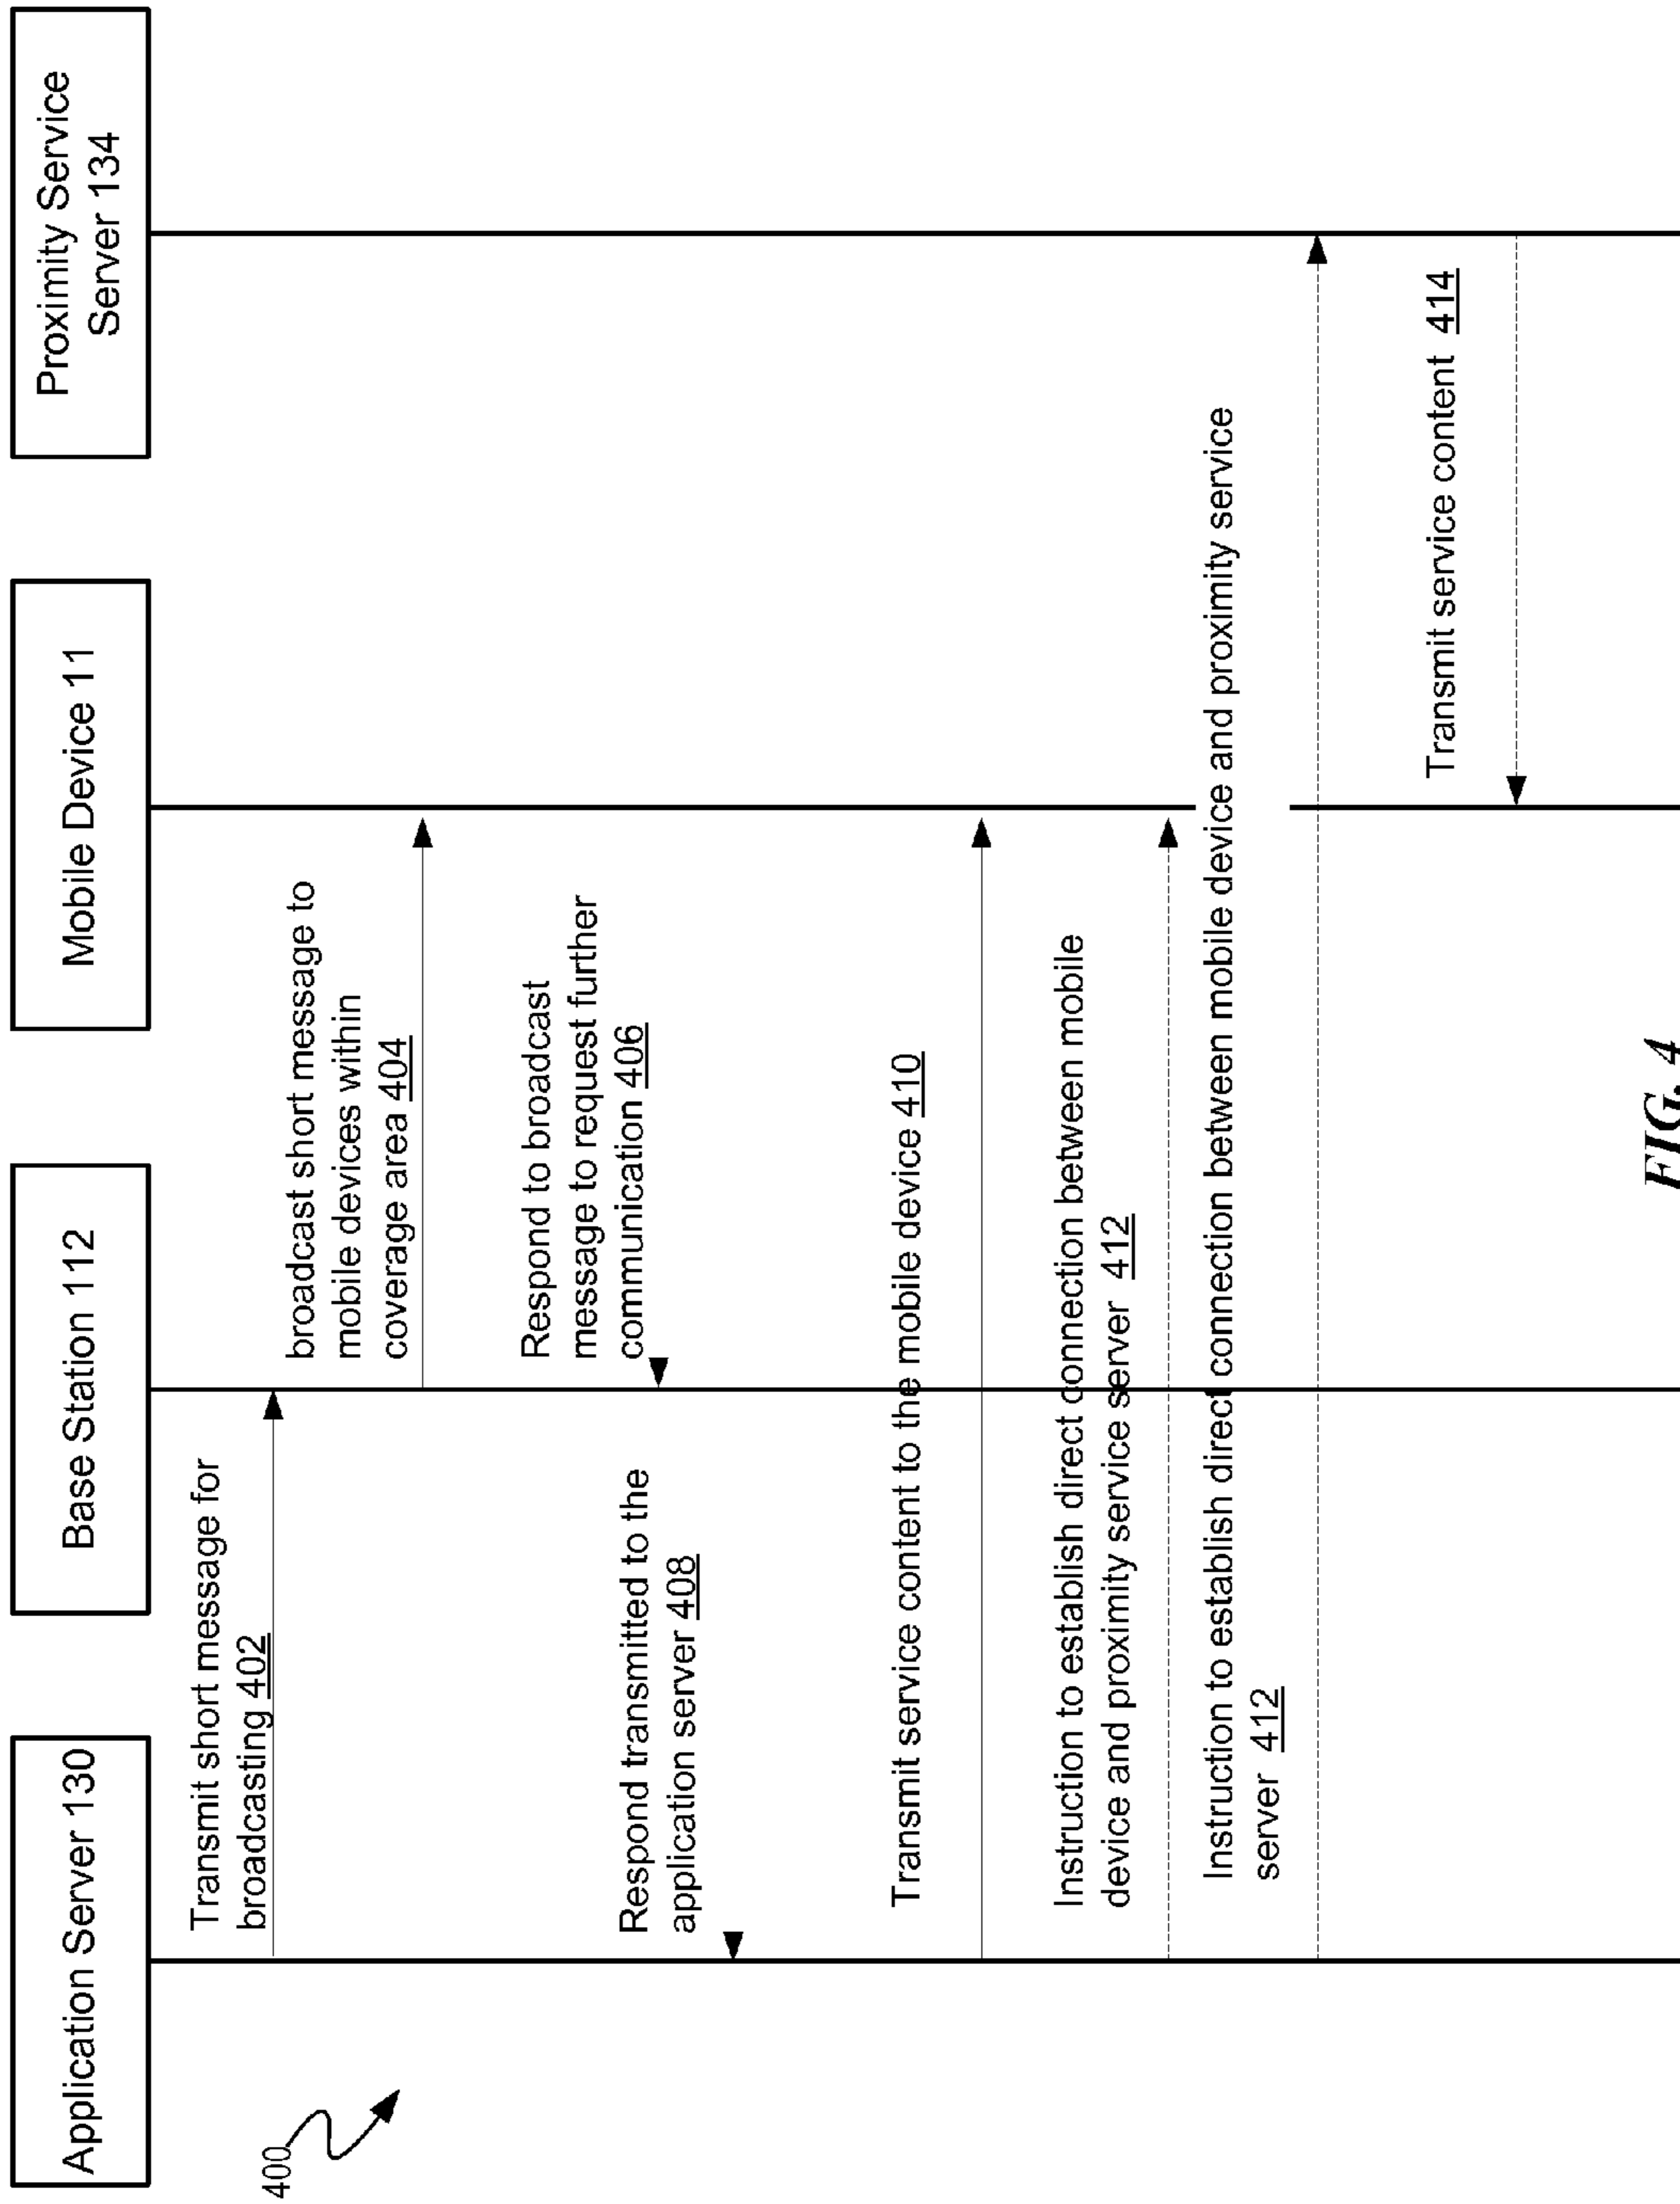 Application Server 130
Base Station 112
Mobile Device 11
Proximity Service
Server 134
400
Transmit short message for
broadcasting 402
broadcast short message to
mobile devices within
coverage area 404
Respond to broadcast
message to request further
communication 406
Respond transmitted to the
application server 408
Transmit service content to the mobile device 410
Instruction to establish direct connection between mobile
device and proximity service server 412
Instruction to establish direct connection between mobile device and proximity service
server 412
Transmit service content 414
FIG. 4